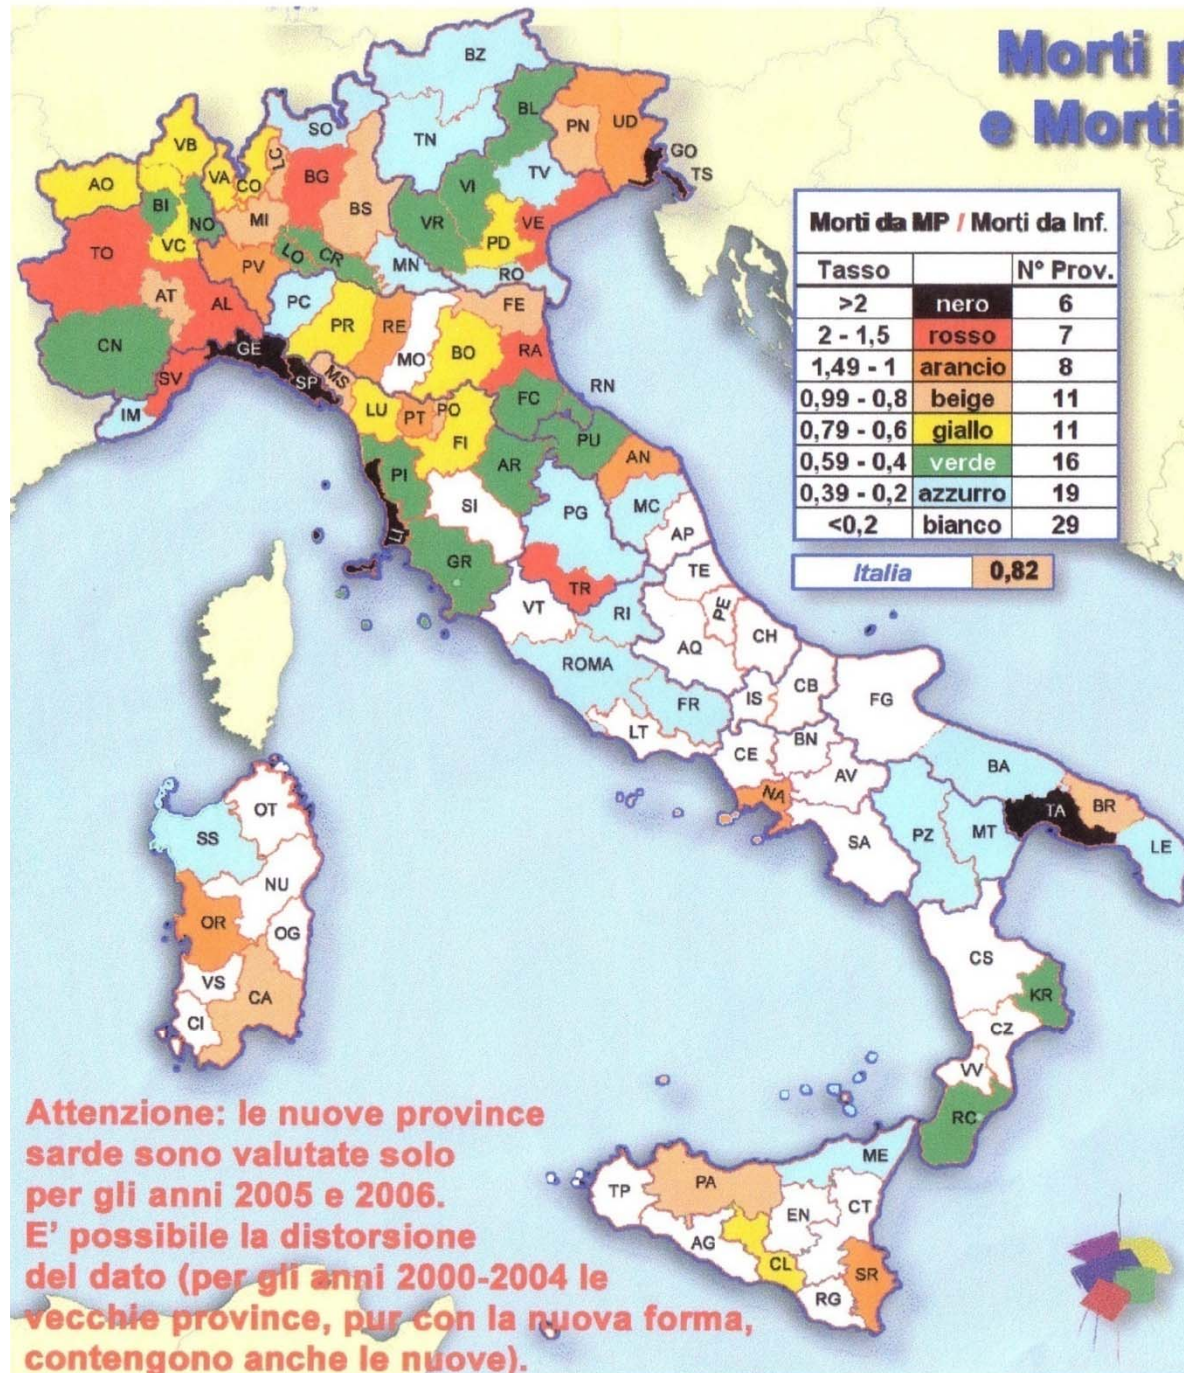 Morti p
e Morti
Morti da MP / Morti da Inf.
Tasso N° Prov.
>2 nero 6
2 - 1,5 rosso 7
1,49 - 1 arancio 8
0,99 - 0,8 beige 11
0,79 - 0,6 giallo 11
0,59 - 0,4 verde 16
0,39 - 0,2 azzurro 19
<0,2 bianco 29
Italia 0,82
BZ
SO
TN
BL
PN
UD
GO
TS
VB
AO
VA
CO
LC
BG
BS
VI
TV
BI
NO
MI
VR
VE
PD
VC
TO
LO
CR
MN
RO
PV
AT
AL
PC
PR
RE
FE
CN
GE
MO
BO
RA
SV
SP
MS
RN
IM
LU
PT
PO
FC
FI
PU
PI
AR
AN
SI
PG
MC
LI
AP
GR
TE
TR
VT
RI
PE
AQ
CH
ROMA
IS
CB
FG
FR
LT
CE
BN
AV
BA
NA
OT
TA
BR
SS
SA
PZ
MT
LE
NU
OR
OG
CS
VS
CA
KR
CI
CZ
VV
RC
ME
PA
TP
CT
EN
AG
CL
SR
RG
Attenzione: le nuove province
sarde sono valutate solo
per gli anni 2005 e 2006.
E' possibile la distorsione
del dato (per gli anni 2000-2004 le
vecchie province, pur con la nuova forma,
contengono anche le nuove).